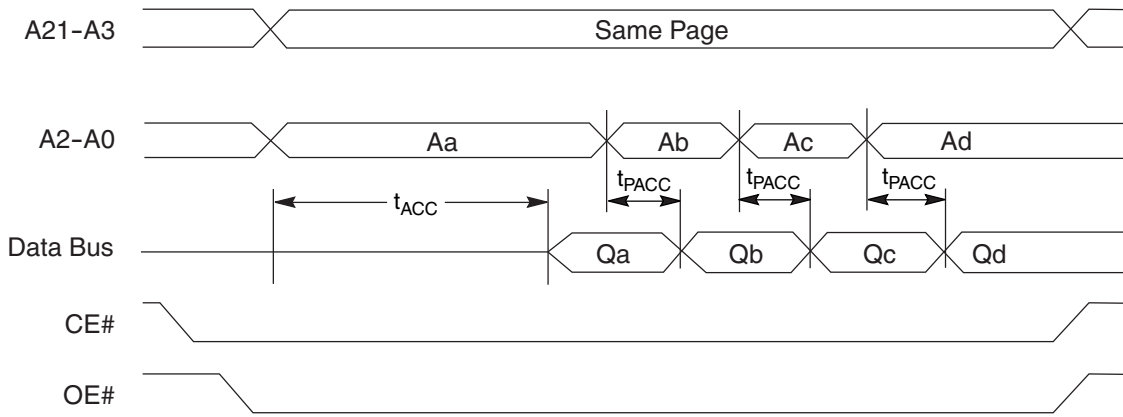 A21-A3 Same Page
A2-A0 Aa Ab Ac Ad
tACC tPACC tPACC tPACC
Data Bus Qa Qb Qc Qd
CE#
OE#